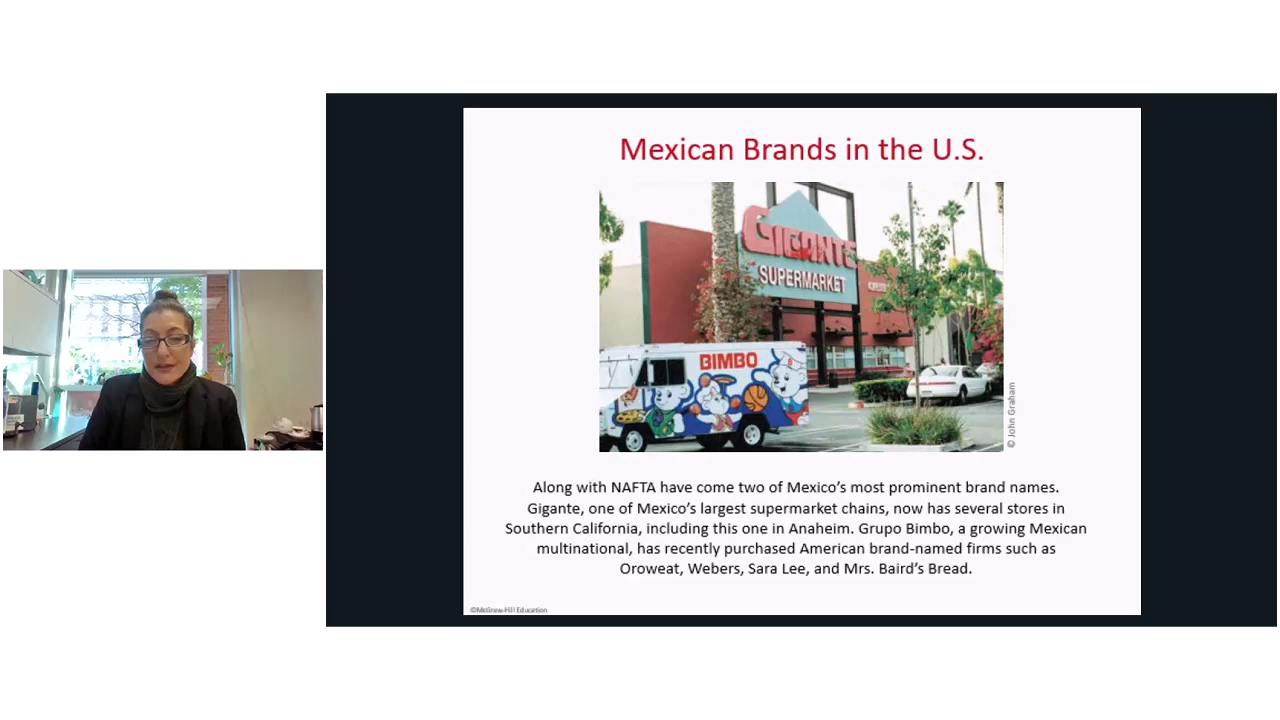 Mexican Brands in the U.S.
GIGANTE
SUPERMARKET
BIMBO
B
© John Graham
Along with NAFTA have come two of Mexico’s most prominent brand names.
Gigante, one of Mexico’s largest supermarket chains, now has several stores in
Southern California, including this one in Anaheim. Grupo Bimbo, a growing Mexican
multinational, has recently purchased American brand-named firms such as
Oroweat, Webers, Sara Lee, and Mrs. Baird’s Bread.
©McGraw-Hill Education